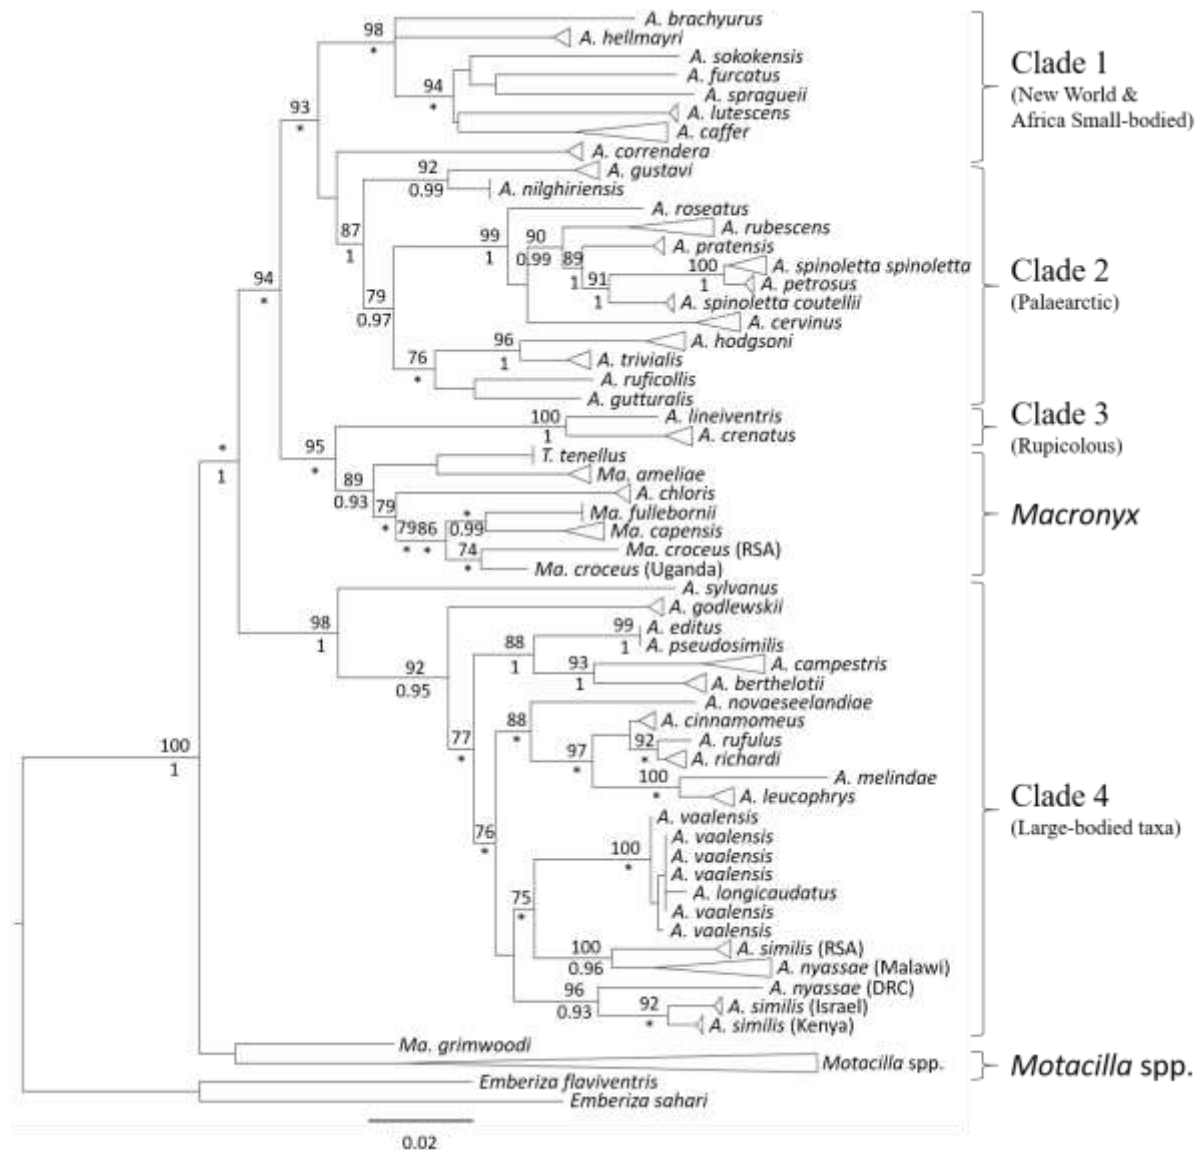 A. brachyurus
98
A. hellmayri
*
A. sokokensis
A. furcatus
94
A. spragueii
*
A. lutescens
93
A. caffer
*
A. correndera
Clade 1
(New World &
Africa Small-bodied)
92
A. gustavi
0.99
A. nilghiriensis
A. roseatus
A. rubescens
87
1
99
1
90
0.99
A. pratensis
89
1
100
1
A. spinoletta spinoletta
91
1
A. petrosus
A. spinoletta coutellii
A. cervinus
94
*
79
0.97
96
1
A. hodgsoni
76
*
A. trivialis
A. ruficollis
A. gutturalis
Clade 2
(Palaearctic)
100
1
A. lineiventris
A. crenatus
Clade 3
(Rupicolous)
*
1
95
*
T. tenellus
89
0.93
Ma. ameliae
79
*
A. chloris
*
0.99
Ma. fullebornii
79
*
86
*
Ma. capensis
74
*
Ma. croceus (RSA)
Ma. croceus (Uganda)
Macronyx
A. sylvanus
98
1
A. godlewskii
99
1
A. editus
A. pseudosimilis
88
1
92
0.95
93
1
A. campestris
A. berthelotii
A. novaeseelandiae
88
*
A. cinnamomeus
77
*
92
*
A. rufulus
A. richardi
97
*
100
*
A. melindae
A. leucophrys
100
1
A. vaalensis
A. vaalensis
76
*
100
*
A. vaalensis
A. vaalensis
A. longicaudatus
75
*
A. vaalensis
A. vaalensis
100
0.96
A. similis (RSA)
A. nyassae (Malawi)
96
0.93
A. nyassae (DRC)
92
*
A. similis (Israel)
A. similis (Kenya)
Clade 4
(Large-bodied taxa)
Ma. grimwoodi
Motacilla spp.
Motacilla spp.
Emberiza flaviventris
Emberiza sahari
0.02